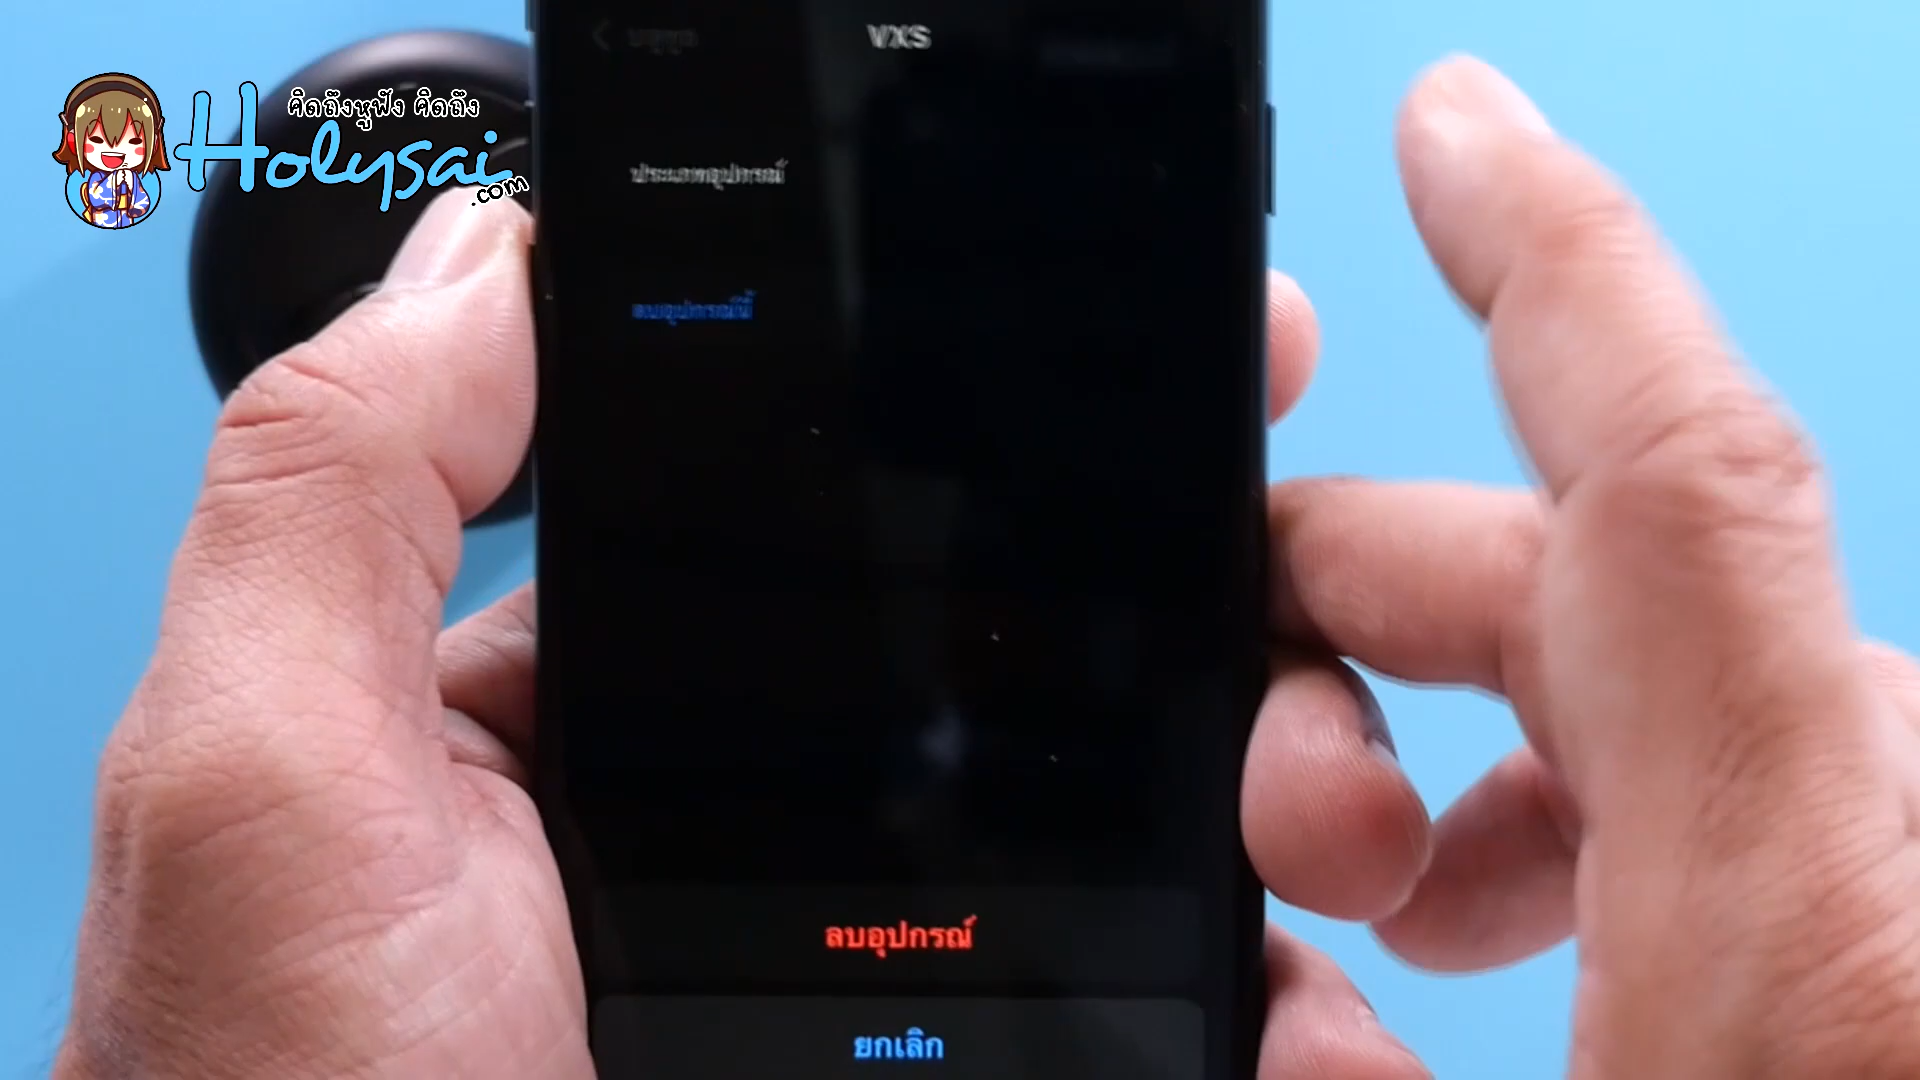 คิดถึงหูฟัง คิดถึง
Holysai
.com
VXS
ประเภทอุปกรณ์
ลบอุปกรณ์นี้
ลบอุปกรณ์
ยกเลิก